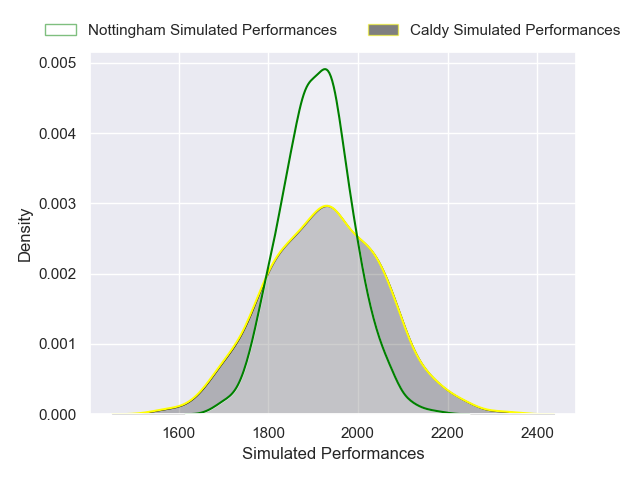 Nottingham Simulated Performances
Caldy Simulated Performances
0.005
0.004
0.003
0.002
0.001
0.000
Density
1600 1800 2000 2200 2400
Simulated Performances